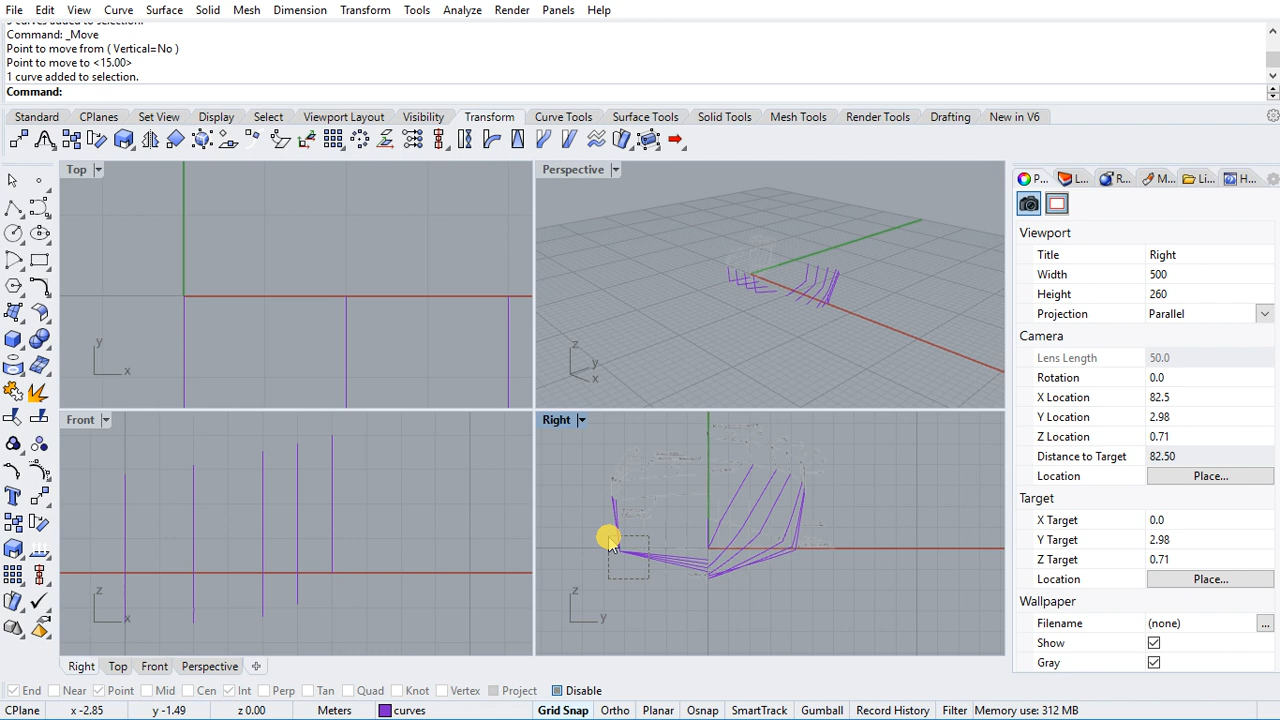 File Edit View Curve Surface Solid Mesh Dimension Transform Tools Analyze Render Panels Help
Command: _Move
Point to move from ( Vertical=No )
Point to move to <15.00>
1 curve added to selection.
Command:
Standard CPlanes Set View Display Select Viewport Layout Visibility Transform Curve Tools Surface Tools Solid Tools Mesh Tools Render Tools Drafting New in V6
Top
Perspective
P... L... R... M... Li... H...
Viewport
Title Right
Width 500
Height 260
Projection Parallel
Camera
Lens Length 50.0
Rotation 0.0
X Location 82.5
Y Location 2.98
Z Location 0.71
Distance to Target 82.50
Location Place...
Target
X Target 0.0
Y Target 2.98
Z Target 0.71
Location Place...
Wallpaper
Filename (none) ...
Show
Gray
y
x
z
y
x
Front
Right
z
x
z
y
Right Top Front Perspective
End Near Point Mid Cen Int Perp Tan Quad Knot Vertex Project Disable
CPlane x -2.85 y -1.49 z 0.00 Meters curves Grid Snap Ortho Planar Osnap SmartTrack Gumball Record History Filter Memory use: 312 MB